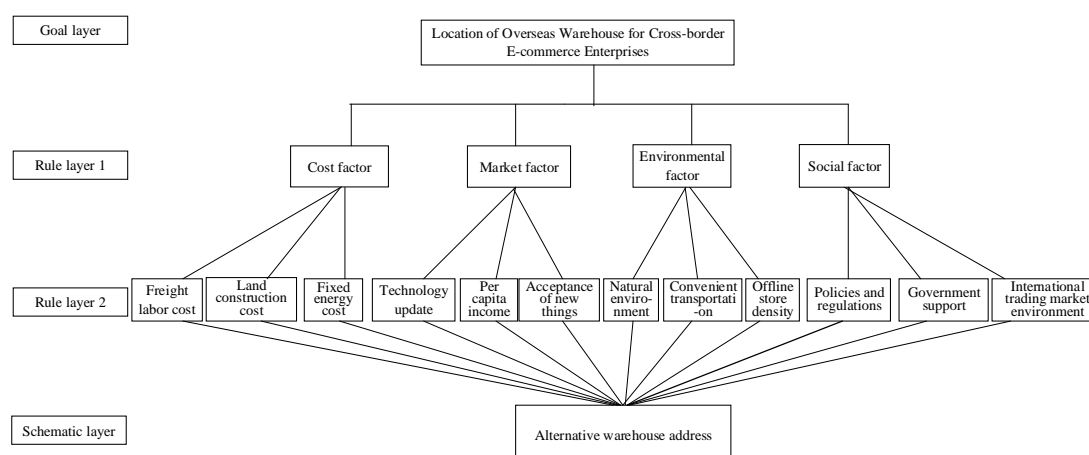 Goal layer
Location of Overseas Warehouse for Cross-border
E-commerce Enterprises
Rule layer 1
Cost factor
Market factor
Environmental
factor
Social factor
Rule layer 2
Freight
labor cost
Land
construction
cost
Fixed
energy
cost
Technology
update
Per
capita
income
Acceptance
of new
things
Natural
enviro-
nment
Convenient
transportati
-on
Offline
store
density
Policies and
regulations
Government
support
International
trading market
environment
Schematic layer
Alternative warehouse address